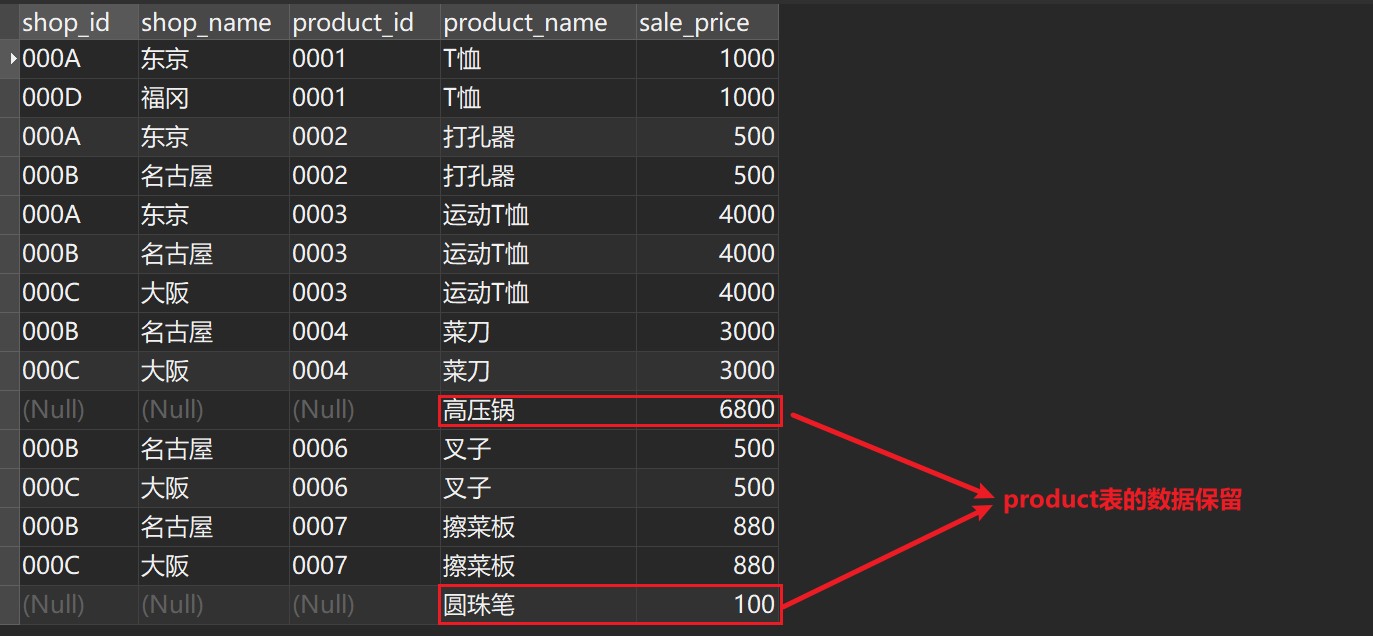 shop_id shop_name product_id product_name sale_price
000A 东京 0001 T恤 1000
000D 福冈 0001 T恤 1000
000A 东京 0002 打孔器 500
000B 名古屋 0002 打孔器 500
000A 东京 0003 运动T恤 4000
000B 名古屋 0003 运动T恤 4000
000C 大阪 0003 运动T恤 4000
000B 名古屋 0004 菜刀 3000
000C 大阪 0004 菜刀 3000
(Null) (Null) (Null) 高压锅 6800
000B 名古屋 0006 叉子 500
000C 大阪 0006 叉子 500
product表的数据保留
000B 名古屋 0007 擦菜板 880
000C 大阪 0007 擦菜板 880
(Null) (Null) (Null) 圆珠笔 100